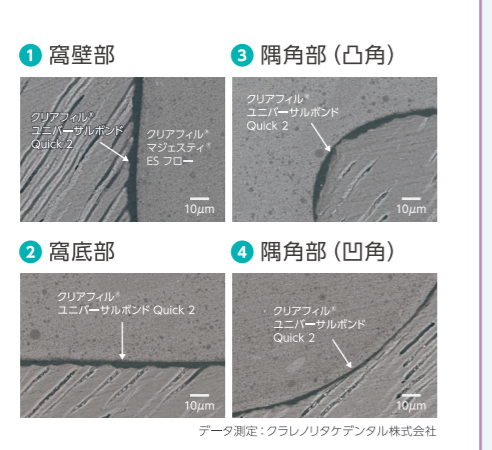 1 窩壁部
クリアフィル®
ユニバーサルボンド
Quick 2
クリアフィル®
マジェスティ®
ES フロー
10μm
3 隅角部（凸角）
クリアフィル®
ユニバーサルボンド
Quick 2
10μm
2 窩底部
クリアフィル®
ユニバーサルボンド Quick 2
10μm
4 隅角部（凹角）
クリアフィル®
ユニバーサルボンド
Quick 2
10μm
データ測定：クラレノリタケデンタル株式会社